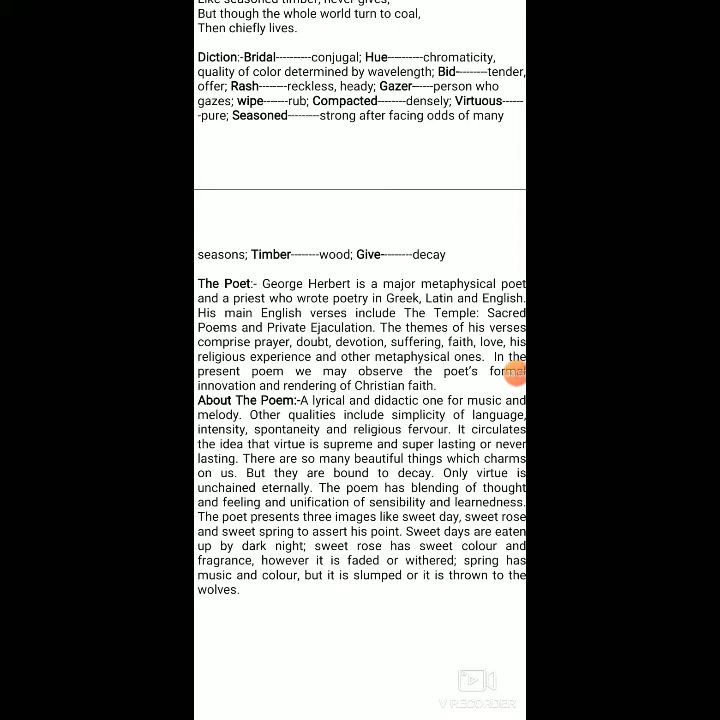 But though the whole world turn to coal,
Then chiefly lives.
Diction:-Bridal----------conjugal; Hue----------chromaticity,
quality of color determined by wavelength; Bid---------tender,
offer; Rash--------reckless, heady; Gazer------person who
gazes; wipe-------rub; Compacted--------densely; Virtuous------
-pure; Seasoned---------strong after facing odds of many
seasons; Timber--------wood; Give---------decay
The Poet:- George Herbert is a major metaphysical poet
and a priest who wrote poetry in Greek, Latin and English.
His main English verses include The Temple: Sacred
Poems and Private Ejaculation. The themes of his verses
comprise prayer, doubt, devotion, suffering, faith, love, his
religious experience and other metaphysical ones. In the
present poem we may observe the poet's formal
innovation and rendering of Christian faith.
About The Poem:-A lyrical and didactic one for music and
melody. Other qualities include simplicity of language,
intensity, spontaneity and religious fervour. It circulates
the idea that virtue is supreme and super lasting or never
lasting. There are so many beautiful things which charms
on us. But they are bound to decay. Only virtue is
unchained eternally. The poem has blending of thought
and feeling and unification of sensibility and learnedness.
The poet presents three images like sweet day, sweet rose
and sweet spring to assert his point. Sweet days are eaten
up by dark night; sweet rose has sweet colour and
fragrance, however it is faded or withered; spring has
music and colour, but it is slumped or it is thrown to the
wolves.